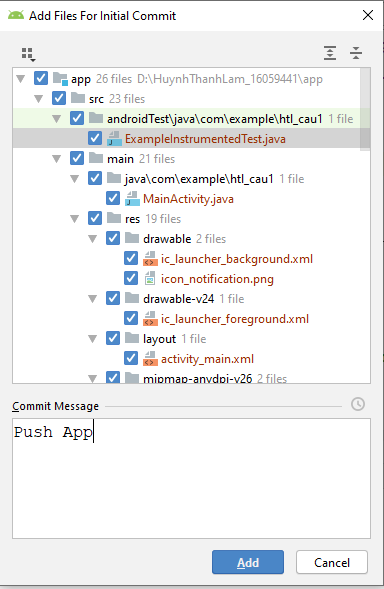 Add Files For Initial Commit
app 26 files D:\HuynhThanhLam_16059441\app
src 23 files
androidTest\java\com\example\htl_cau1 1 file
ExampleInstrumentedTest.java
main 21 files
java\com\example\htl_cau1 1 file
MainActivity.java
res 19 files
drawable 2 files
ic_launcher_background.xml
icon_notification.png
drawable-v24 1 file
ic_launcher_foreground.xml
layout 1 file
activity_main.xml
mipmap-anydpi-v26 2 files
Commit Message
Push App
Add
Cancel